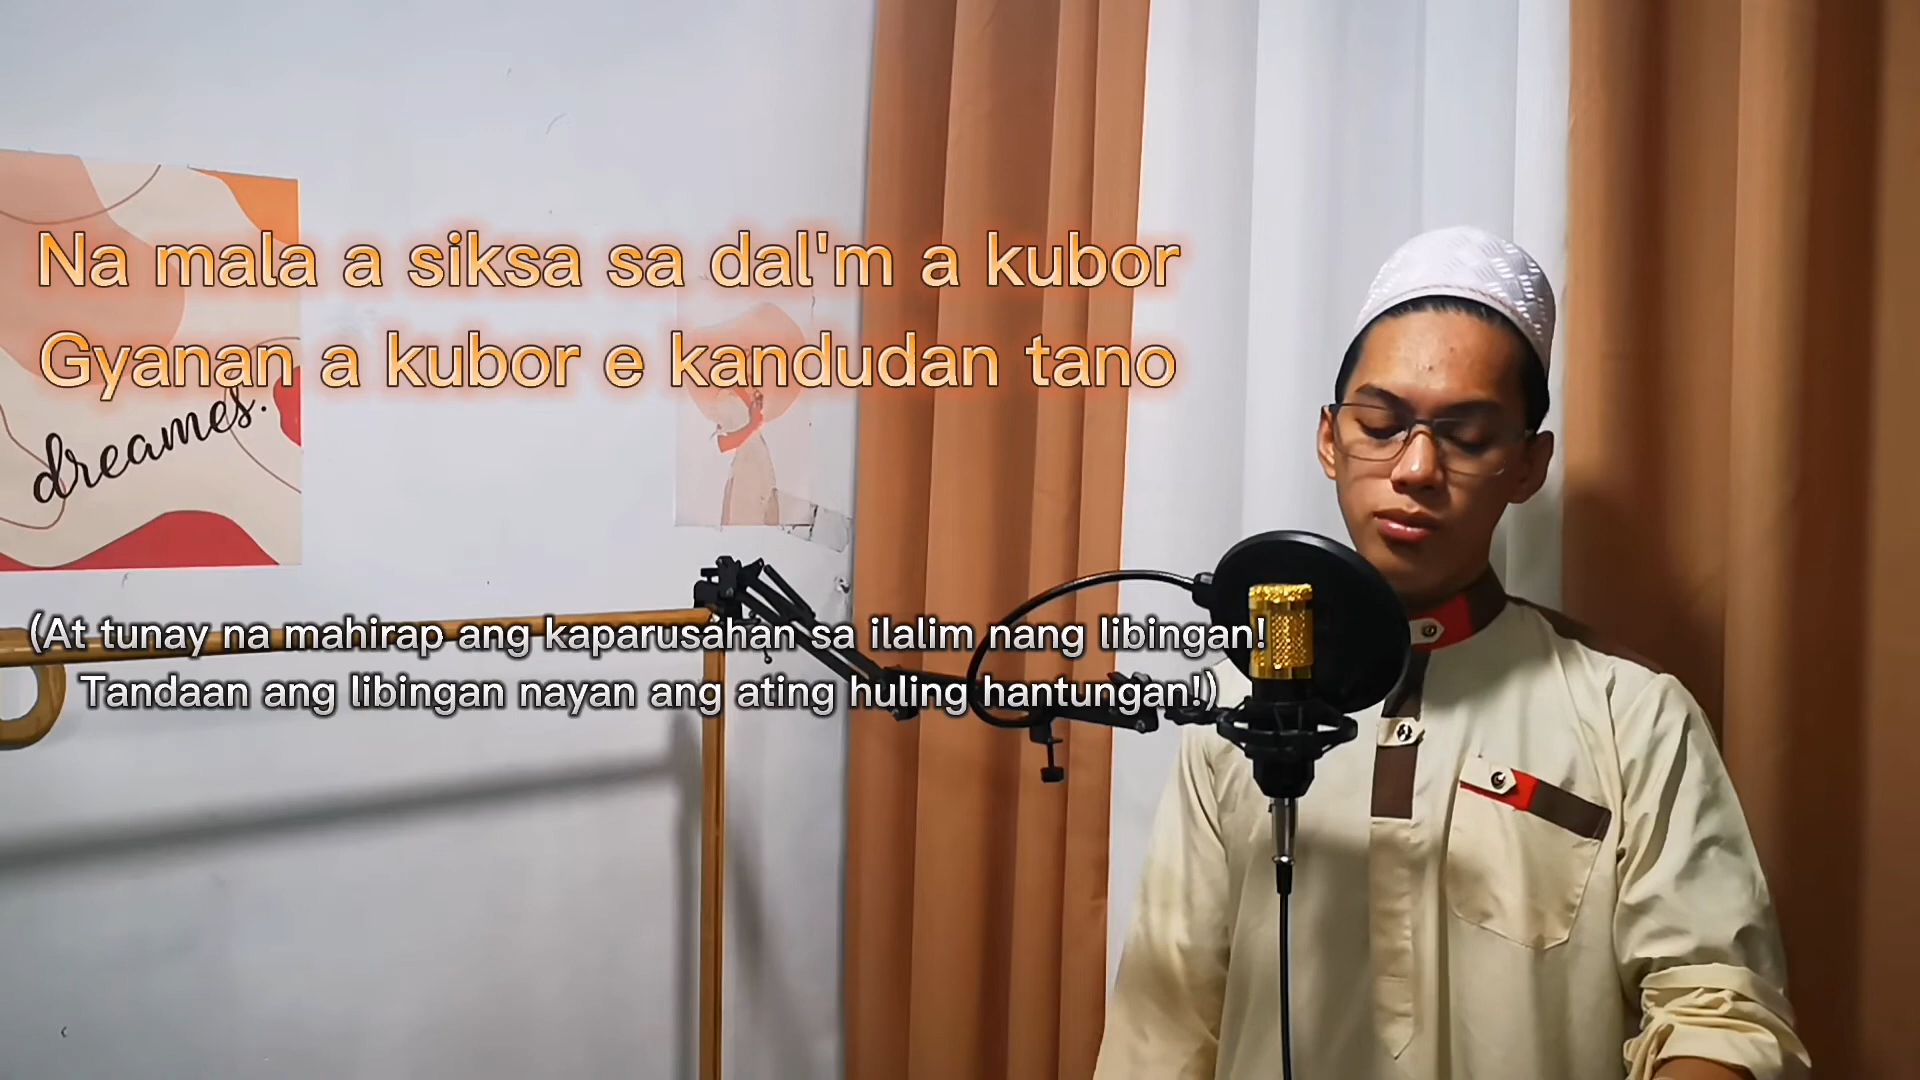 Na mala a siksa sa dal'm a kubor
Gyanan a kubor e kandudan tano
dreames.
(At tunay na mahirap ang kaparusahan sa ilalim nang libingan!
Tandaan ang libingan nayan ang ating huling hantungan!)